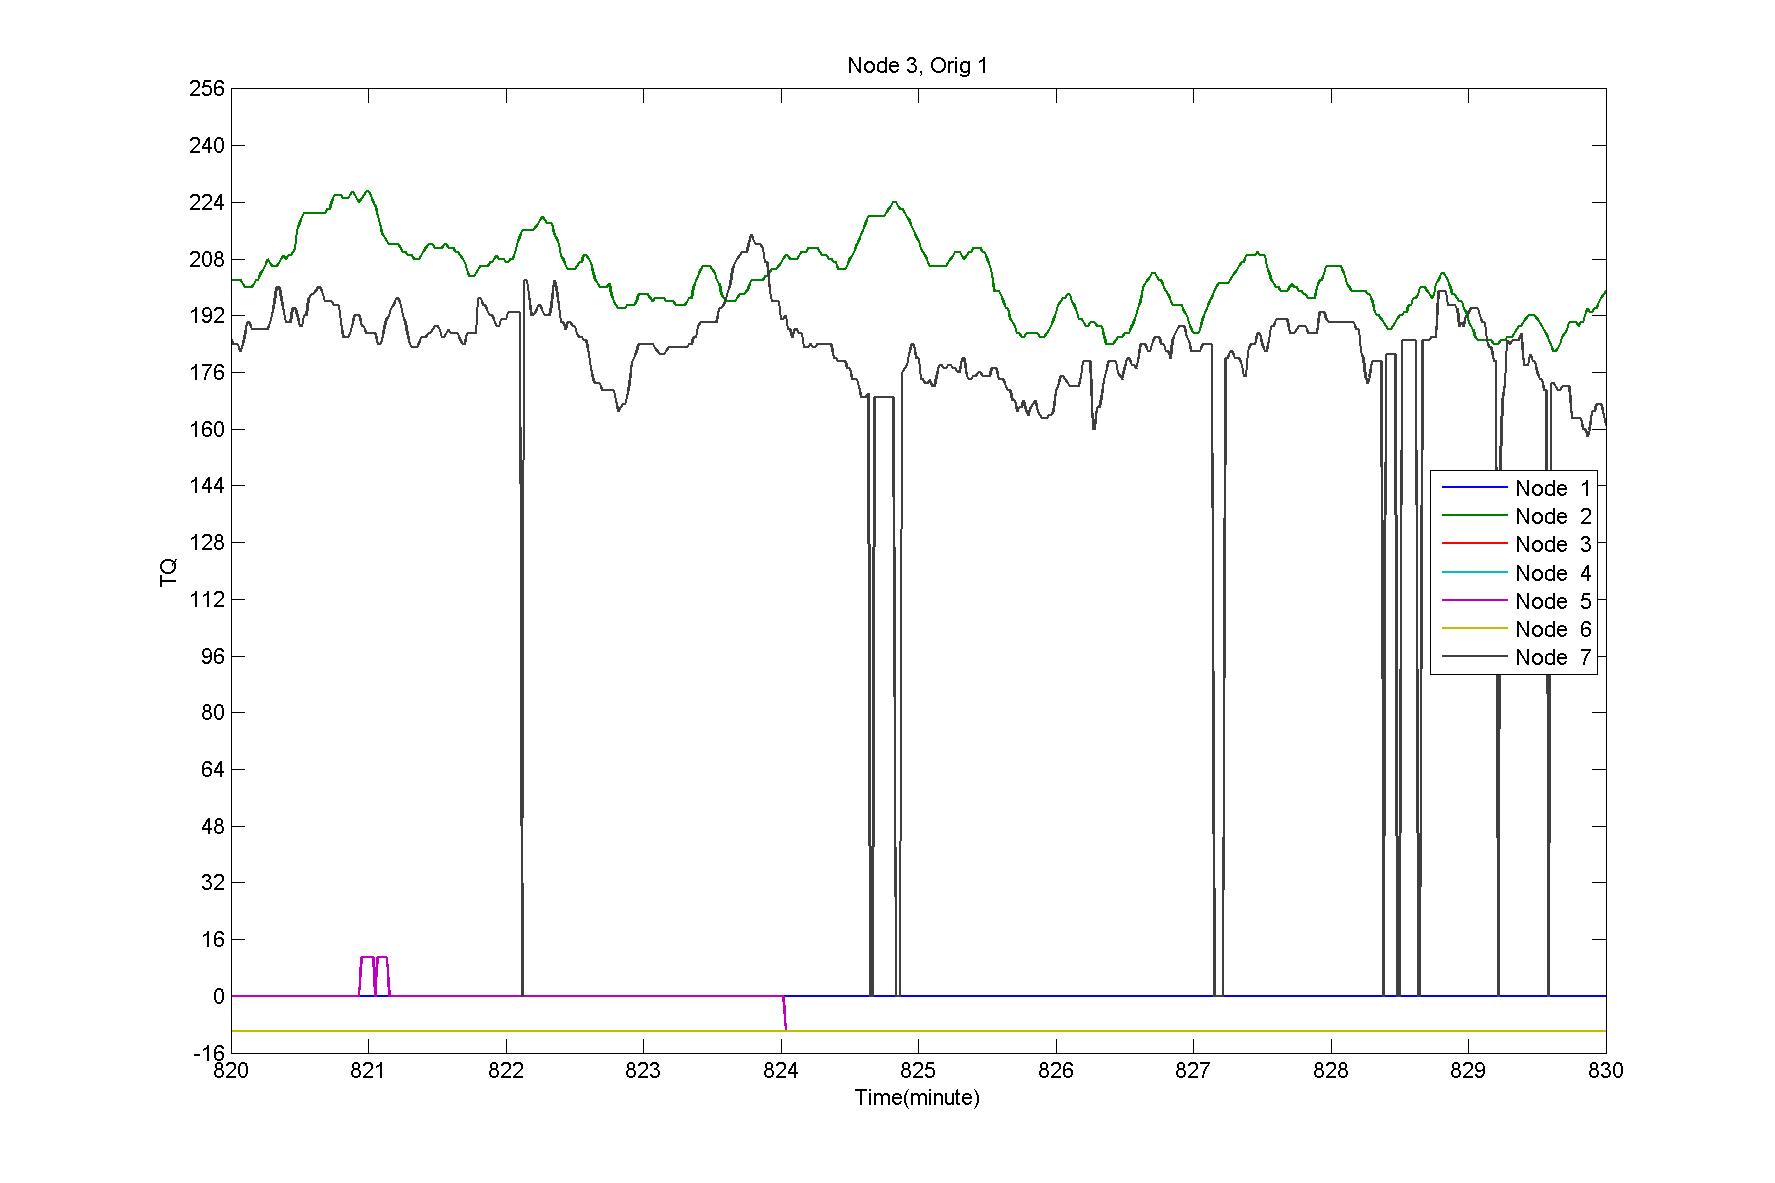 Node 3, Orig 1
256
240
224
208
192
176
160
144
128
112
96
80
64
48
32
16
0
-16
TQ
Node 1
Node 2
Node 3
Node 4
Node 5
Node 6
Node 7
820 821 822 823 824 825 826 827 828 829 830
Time(minute)